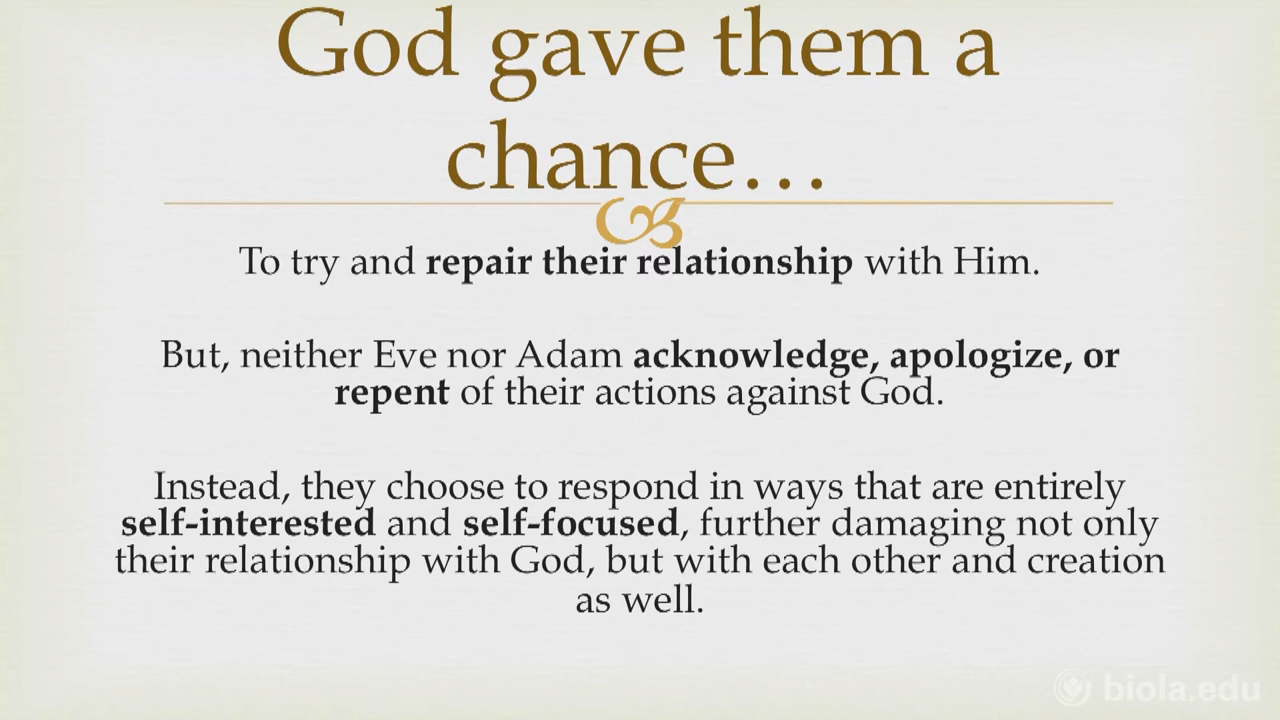 God gave them a
chance…
To try and repair their relationship with Him.
But, neither Eve nor Adam acknowledge, apologize, or
repent of their actions against God.
Instead, they choose to respond in ways that are entirely
self-interested and self-focused, further damaging not only
their relationship with God, but with each other and creation
as well.
biola.edu